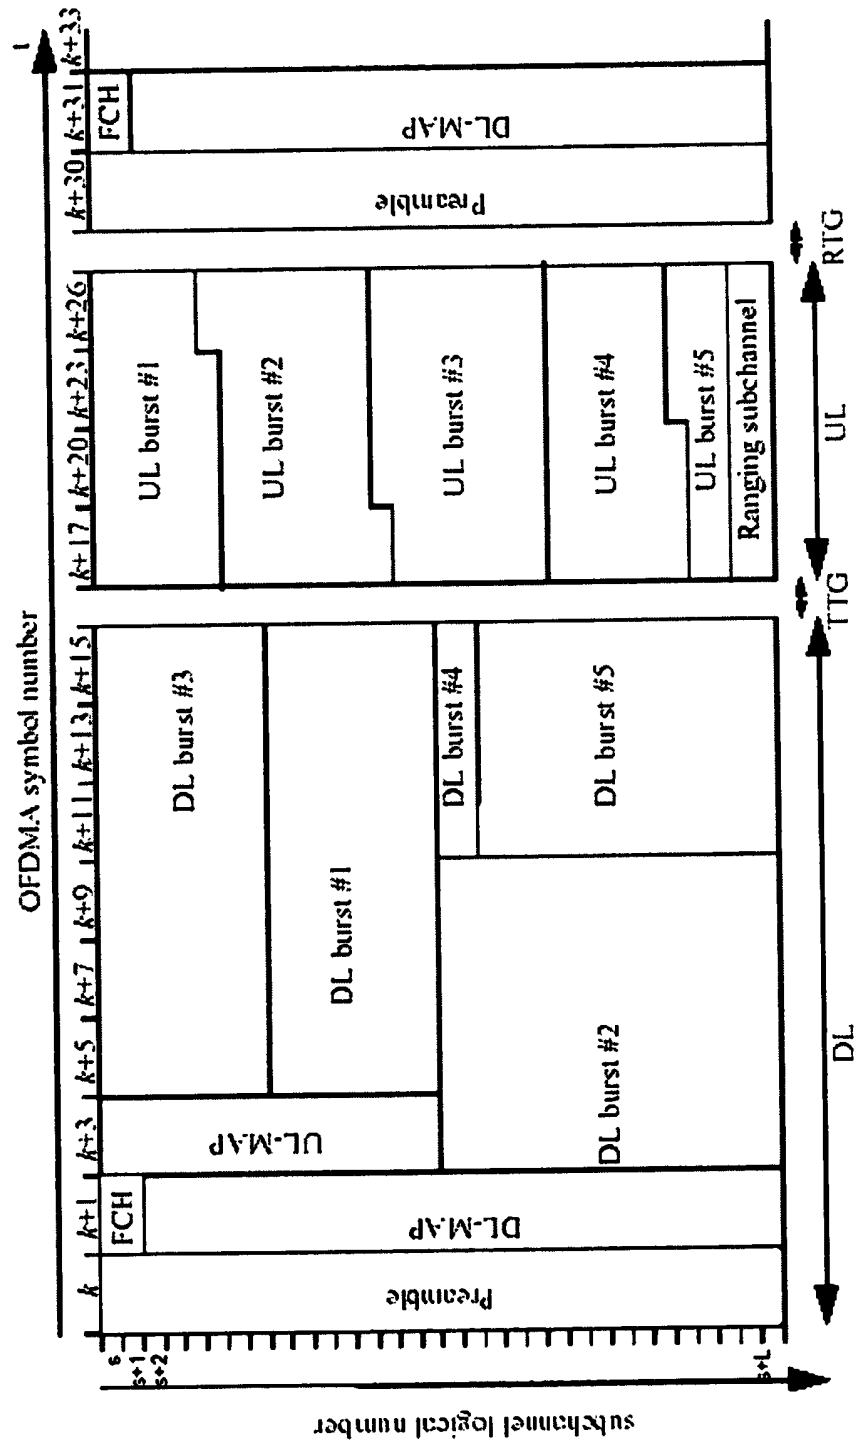 OFDMA symbol number
t
k k+1 k+3 k+5 k+7 k+9 k+11 k+13 k+15 k+17 k+20 k+23 k+26 k+30 k+31 k+33
subchannel logical number
s
s+1
s+2
s+L
Preamble
FCH
DL-MAP
UL-MAP
DL burst #3
DL burst #1
DL burst #2
DL burst #4
DL burst #5
UL burst #1
UL burst #2
UL burst #3
UL burst #4
UL burst #5
Ranging subchannel
Preamble
FCH
DL-MAP
DL
TTG
UL
RTG